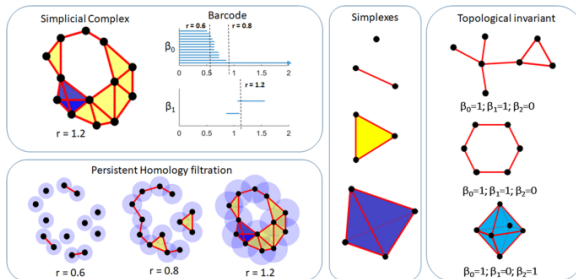 Simplicial Complex
r = 1.2
Barcode
r = 0.6
r = 0.8
β0
0
0.5
1
1.5
2
r = 1.2
β1
0
0.5
1
1.5
2
Persistent Homology filtration
r = 0.6
r = 0.8
r = 1.2
Simplexes
Topological invariant
β0=1; β1=1; β2=0
β0=1; β1=1; β2=0
β0=1; β1=0; β2=1